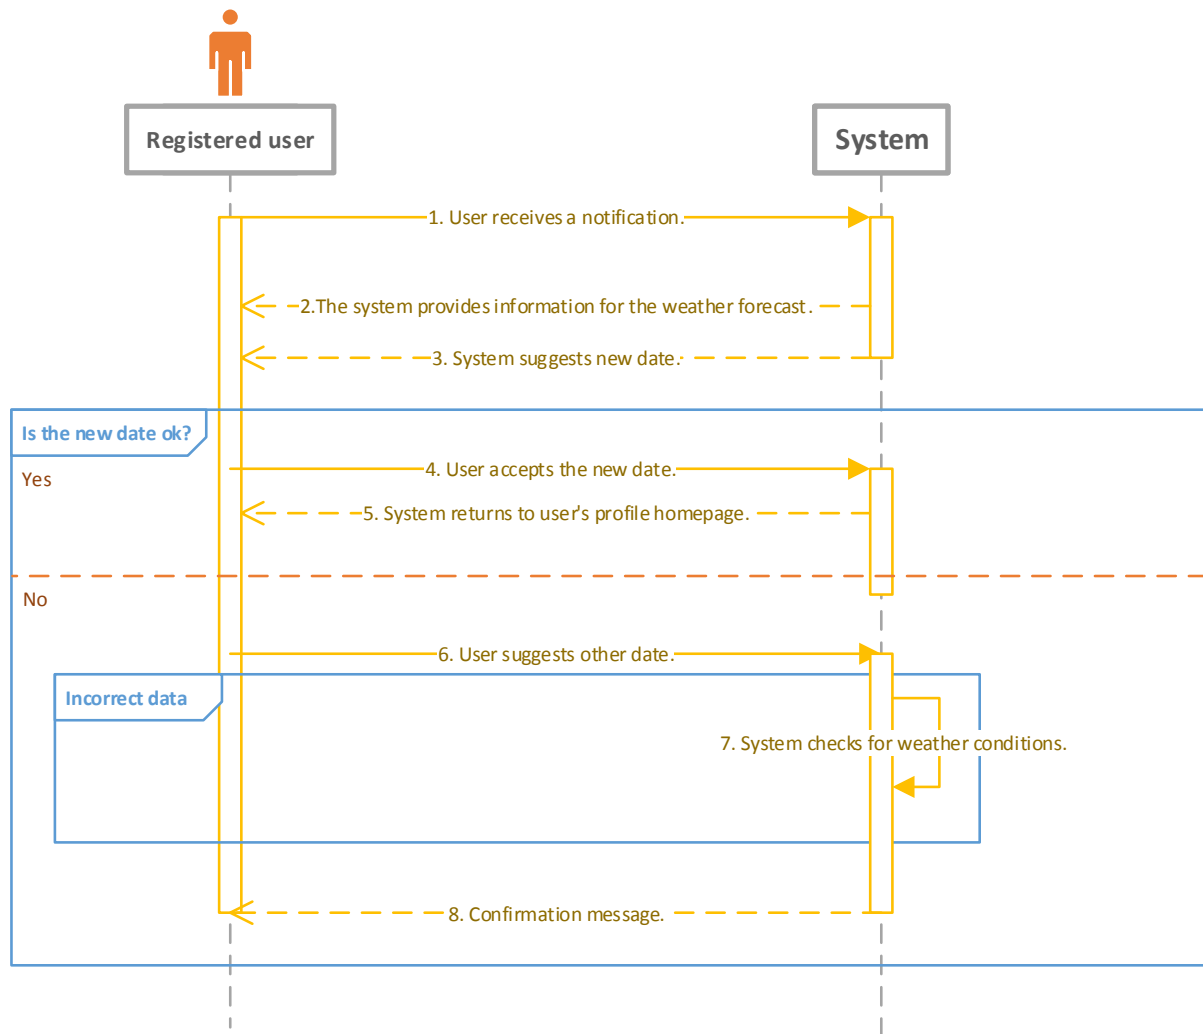 Registered user
System
1. User receives a notification.
2.The system provides information for the weather forecast.
3. System suggests new date.
Is the new date ok?
Yes
4. User accepts the new date.
5. System returns to user's profile homepage.
No
6. User suggests other date.
Incorrect data
7. System checks for weather conditions.
8. Confirmation message.